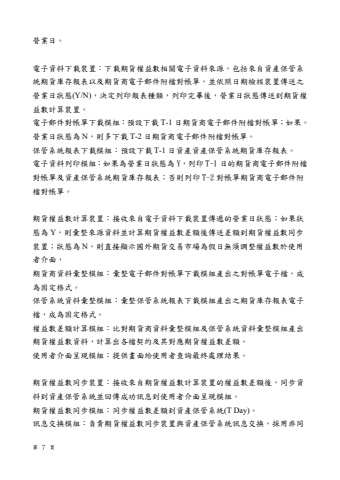 營業日。
電子資料下載裝置：下載期貨權益數相關電子資料來源，包括來自資產保管系
統期貨庫存報表以及期貨商電子郵件附檔對帳單，並依照日期檢核裝置傳送之
營業日狀態(Y/N)，決定列印報表種類，列印完畢後，營業日狀態傳送到期貨權
益數計算裝置。
電子郵件對帳單下載模組：預設下載 T-1 日期貨商電子郵件附檔對帳單；如果。
營業日狀態為 N，則多下載 T-2 日期貨商電子郵件附檔對帳單。
保管系統報表下載模組：預設下載 T-1 日資產資產保管系統期貨庫存報表。
電子資料列印模組：如果為營業日狀態為 Y，列印 T-1 日的期貨商電子郵件附檔
對帳單及資產保管系統期貨庫存報表；否則列印 T-2 對帳單期貨商電子郵件附
檔對帳單。
期貨權益數計算裝置：接收來自電子資料下載裝置傳遞的營業日狀態；如果狀
態為 Y，則彙整來源資料並計算期貨權益數差額後傳送差額到期貨權益數同步
裝置；狀態為 N，則直接顯示國外期貨交易市場為假日無須調整權益數於使用
者介面，
期貨商資料彙整模組：彙整電子郵件對帳單下載模組產出之對帳單電子檔，成
為固定格式。
保管系統資料彙整模組：彙整保管系統報表下載模組產出之期貨庫存報表電子
檔，成為固定格式。
權益數差額計算模組：比對期貨商資料彙整模組及保管系統資料彙整模組產出
期貨權益數資料，計算出各檔契約及其對應期貨權益數差額。
使用者介面呈現模組：提供畫面給使用者查詢最終處理結果。
期貨權益數同步裝置：接收來自期貨權益數計算裝置的權益數差額後，同步資
料到資產保管系統並回傳成功訊息到使用者介面呈現模組。
期貨權益數同步模組：同步權益數差額到資產保管系統(T Day)。
訊息交換模組：負責期貨權益數同步裝置與資產保管系統訊息交換，採用非同
第 7 頁